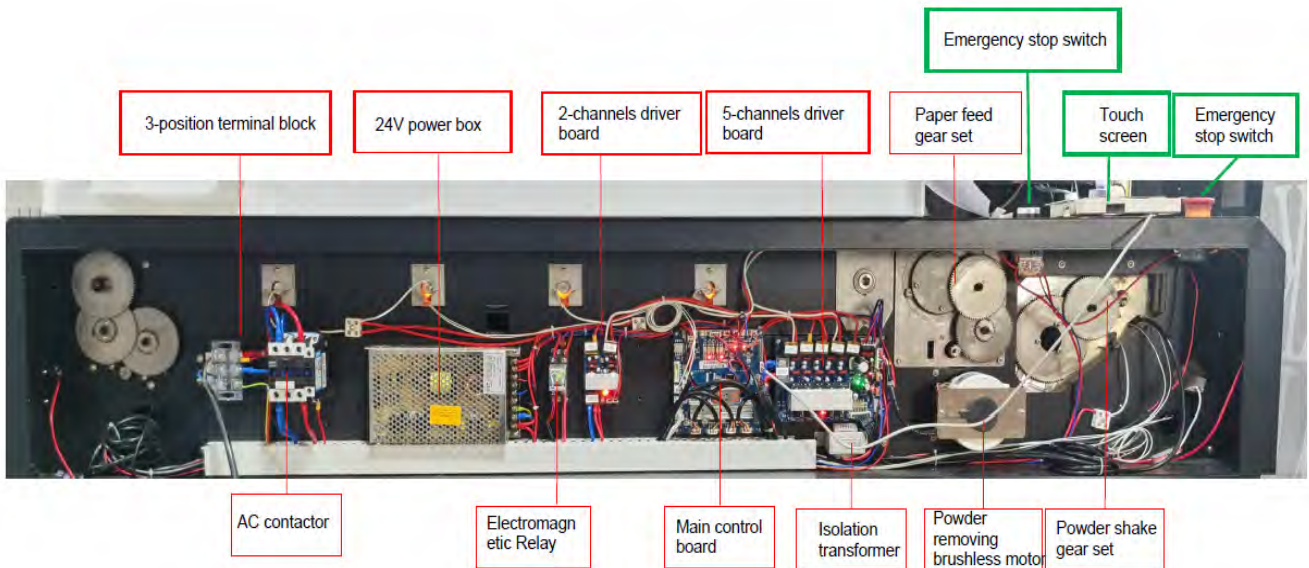 Emergency stop switch
3-position terminal block
24V power box
2-channels driver
board
5-channels driver
board
Paper feed
gear set
Touch
screen
Emergency
stop switch
AC contactor
Electromagn
etic Relay
Main control
board
Isolation
transformer
Powder
removing
brushless motor
Powder shake
gear set